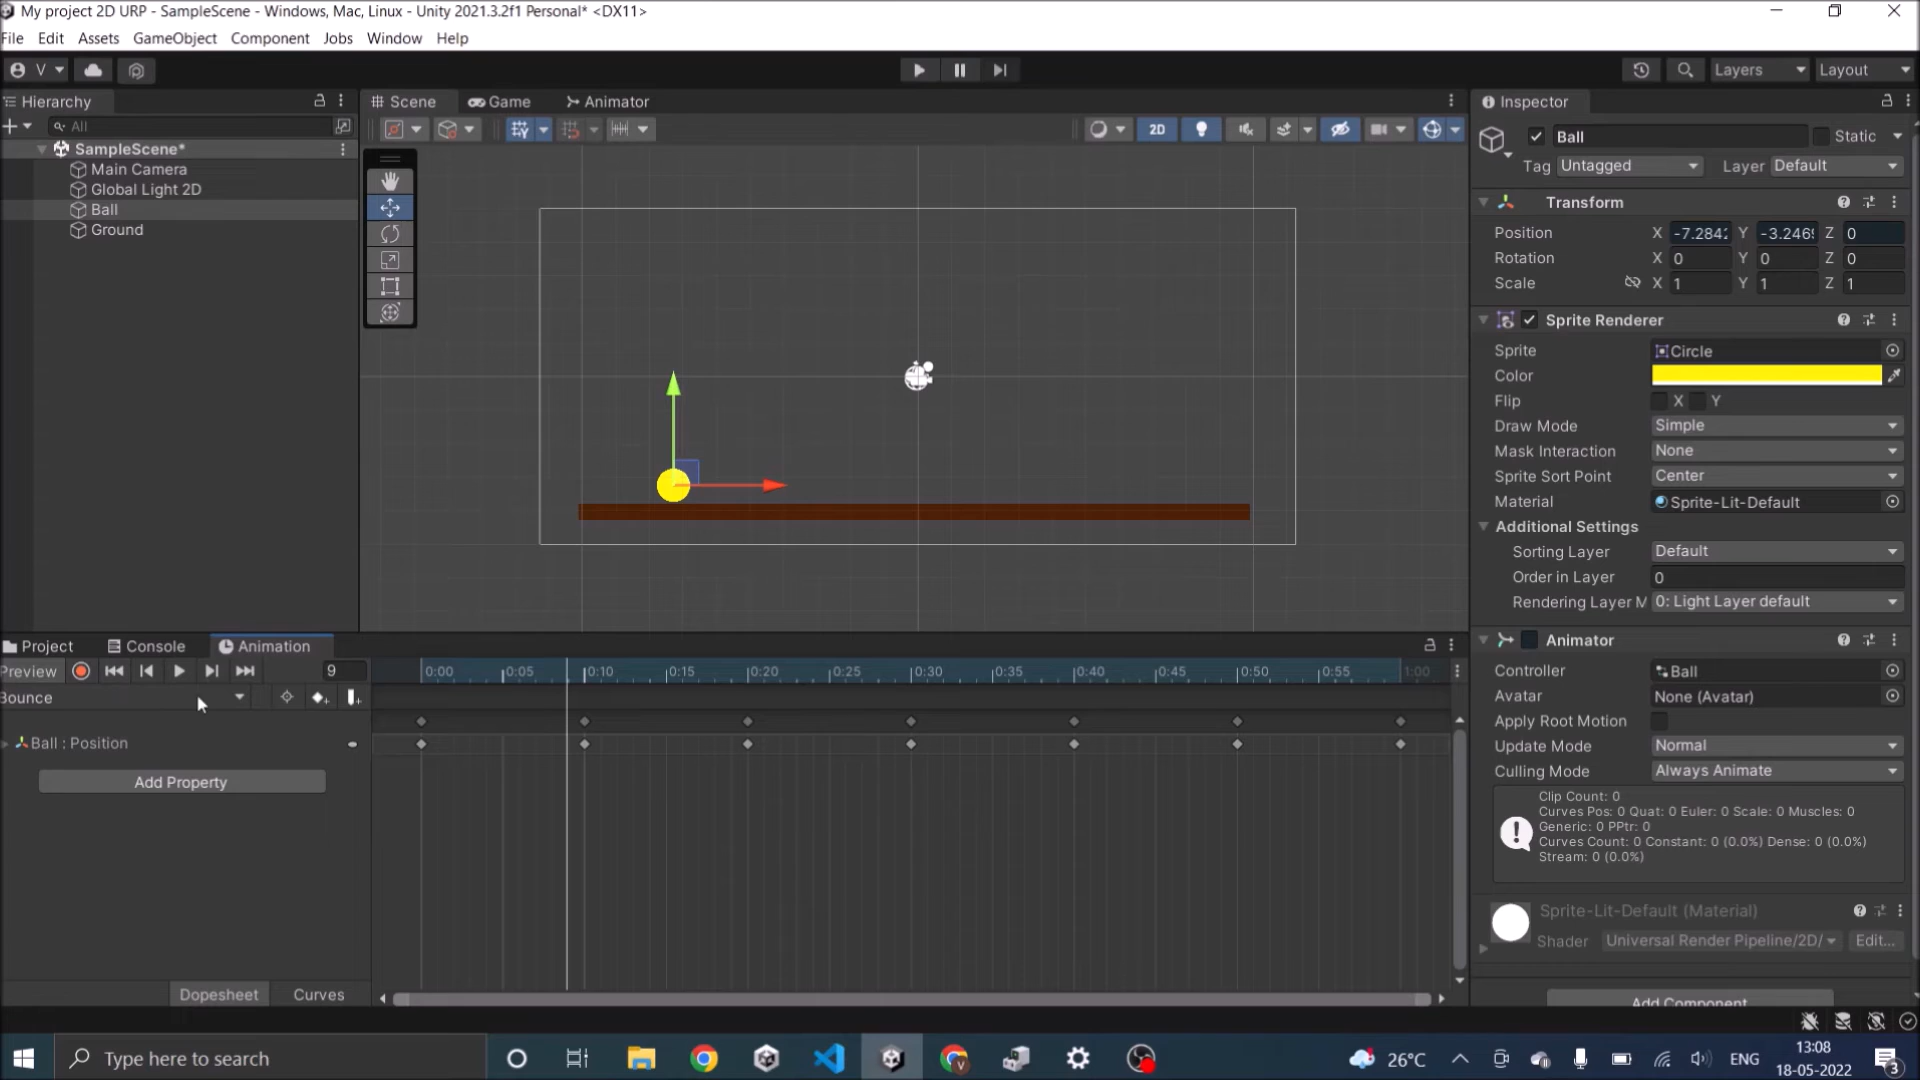 My project 2D URP - SampleScene - Windows, Mac, Linux - Unity 2021.3.2f1 Personal* <DX11>
File Edit Assets GameObject Component Jobs Window Help
V Layers Layout
Hierarchy
All
SampleScene*
Main Camera
Global Light 2D
Ball
Ground
Scene Game Animator
2D
Inspector
Ball Static
Tag Untagged Layer Default
Transform
Position X -7.2842 Y -3.246 Z 0
Rotation X 0 Y 0 Z 0
Scale X 1 Y 1 Z 1
Sprite Renderer
Sprite Circle
Color
Flip X Y
Draw Mode Simple
Mask Interaction None
Sprite Sort Point Center
Material Sprite-Lit-Default
Additional Settings
Sorting Layer Default
Order in Layer 0
Rendering Layer M 0: Light Layer default
Animator
Controller Ball
Avatar None (Avatar)
Apply Root Motion
Update Mode Normal
Culling Mode Always Animate
Clip Count: 0
Curves Pos: 0 Quat: 0 Euler: 0 Scale: 0 Muscles: 0
Generic: 0 PPtr: 0
Curves Count: 0 Constant: 0 (0.0%) Dense: 0 (0.0%)
Stream: 0 (0.0%)
Sprite-Lit-Default (Material)
Shader Universal Render Pipeline/2D/ Edit...
Add Component
Project Console Animation
Preview 9 0:00 0:05 0:10 0:15 0:20 0:25 0:30 0:35 0:40 0:45 0:50 0:55 1:00
Bounce
Ball : Position
Add Property
Dopesheet Curves
Type here to search
26°C
ENG
13:08
18-05-2022
3